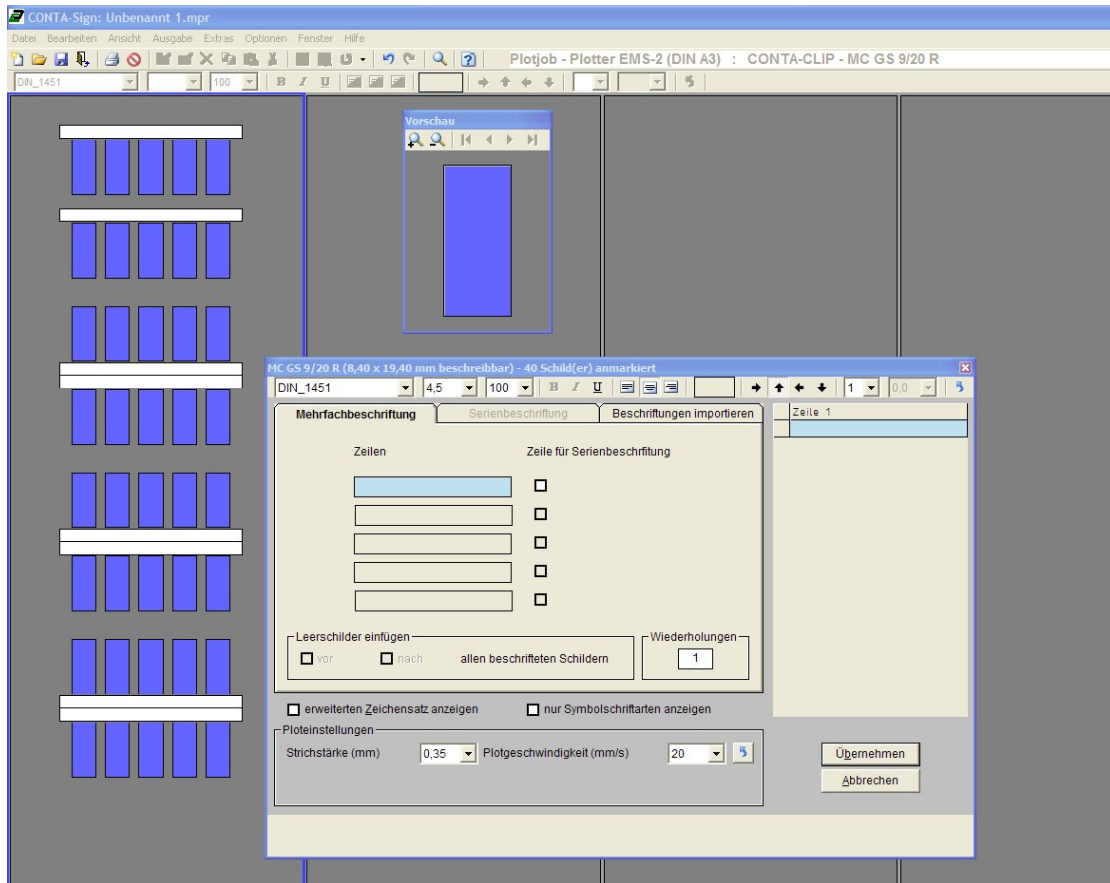 CONTA-Sign: Unbenannt 1.mpr
Datei Bearbeiten Ansicht Ausgabe Extras Optionen Fenster Hilfe
Plotjob - Plotter EMS-2 (DIN A3) : CONTA-CLIP - MC GS 9/20 R
DIN_1451 100 B I U
Vorschau
MC GS 9/20 R (8,40 x 19,40 mm beschreibbar) - 40 Schild(er) anmarkiert
DIN_1451 4,5 100 B I U 1 0,0
Mehrfachbeschriftung Serienbeschriftung Beschriftungen importieren
Zeile 1
Zeilen Zeile für Serienbeschrfitung
Leerschilder einfügen Wiederholungen
vor nach allen beschrifteten Schildern 1
erweiterten Zeichensatz anzeigen nur Symbolschriftarten anzeigen
Ploteinstellungen
Strichstärke (mm) 0,35 Plotgeschwindigkeit (mm/s) 20
Übernehmen
Abbrechen